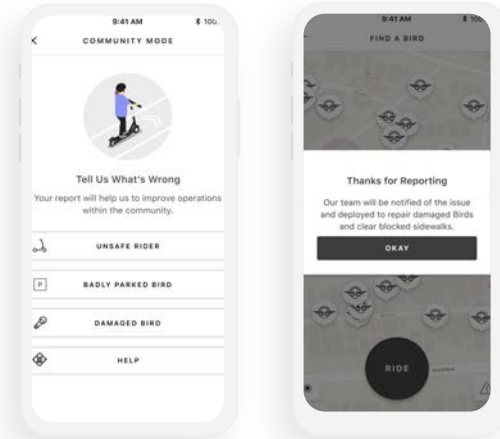 9:41 AM
COMMUNITY MODE
Tell Us What's Wrong
Your report will help us to improve operations
within the community.
UNSAFE RIDER
P
BADLY PARKED BIRD
DAMAGED BIRD
HELP
9:41 AM
FIND A BIRD
Thanks for Reporting
Our team will be notified of the issue
and deployed to repair damaged Birds
and clear blocked sidewalks.
OKAY
RIDE